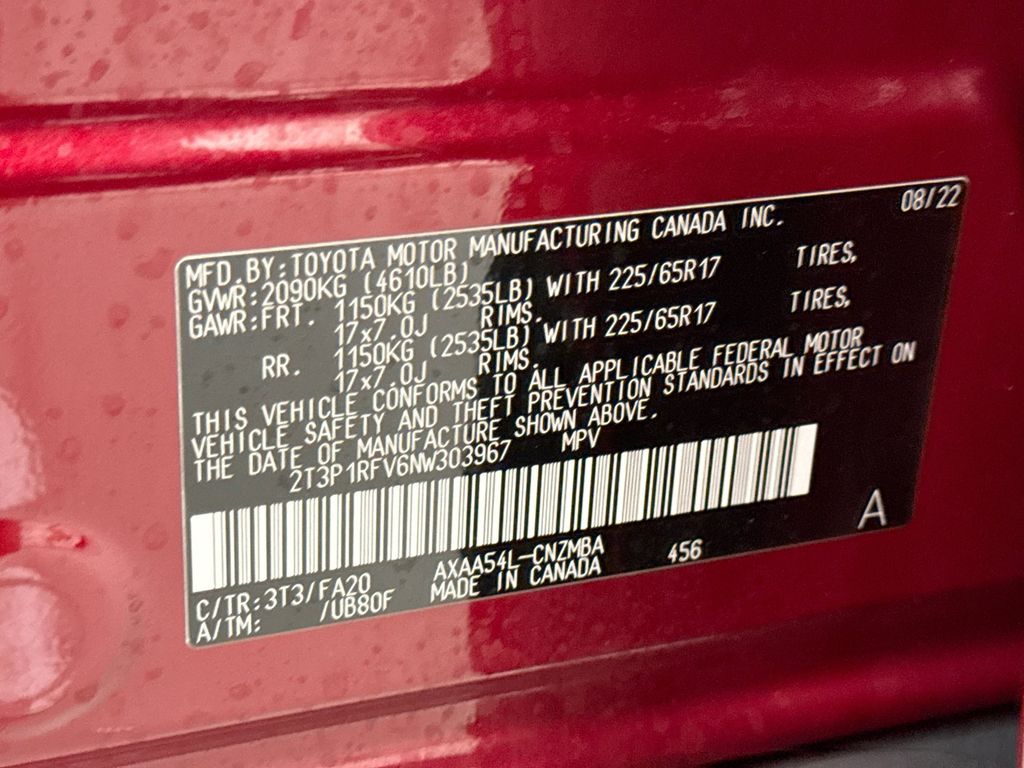 08/22
MFD.BY:TOYOTA MOTOR MANUFACTURING CANADA INC.
GVWR:2090KG (4610LB)
GAWR:FRT. 1150KG (2535LB) WITH 225/65R17 TIRES,
17x7.0J RIMS.
RR. 1150KG (2535LB) WITH 225/65R17 TIRES,
17x7.0J RIMS.
THIS VEHICLE CONFORMS TO ALL APPLICABLE FEDERAL MOTOR
VEHICLE SAFETY AND THEFT PREVENTION STANDARDS IN EFFECT ON
THE DATE OF MANUFACTURE SHOWN ABOVE.
2T3P1RFV6NW303967 MPV
A
C/TR:3T3/FA20 AXAA54L-CNZMBA 456
A/TM: /UB80F MADE IN CANADA